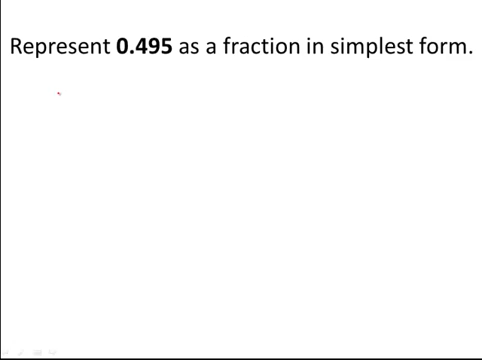 Represent 0.495 as a fraction in simplest form.